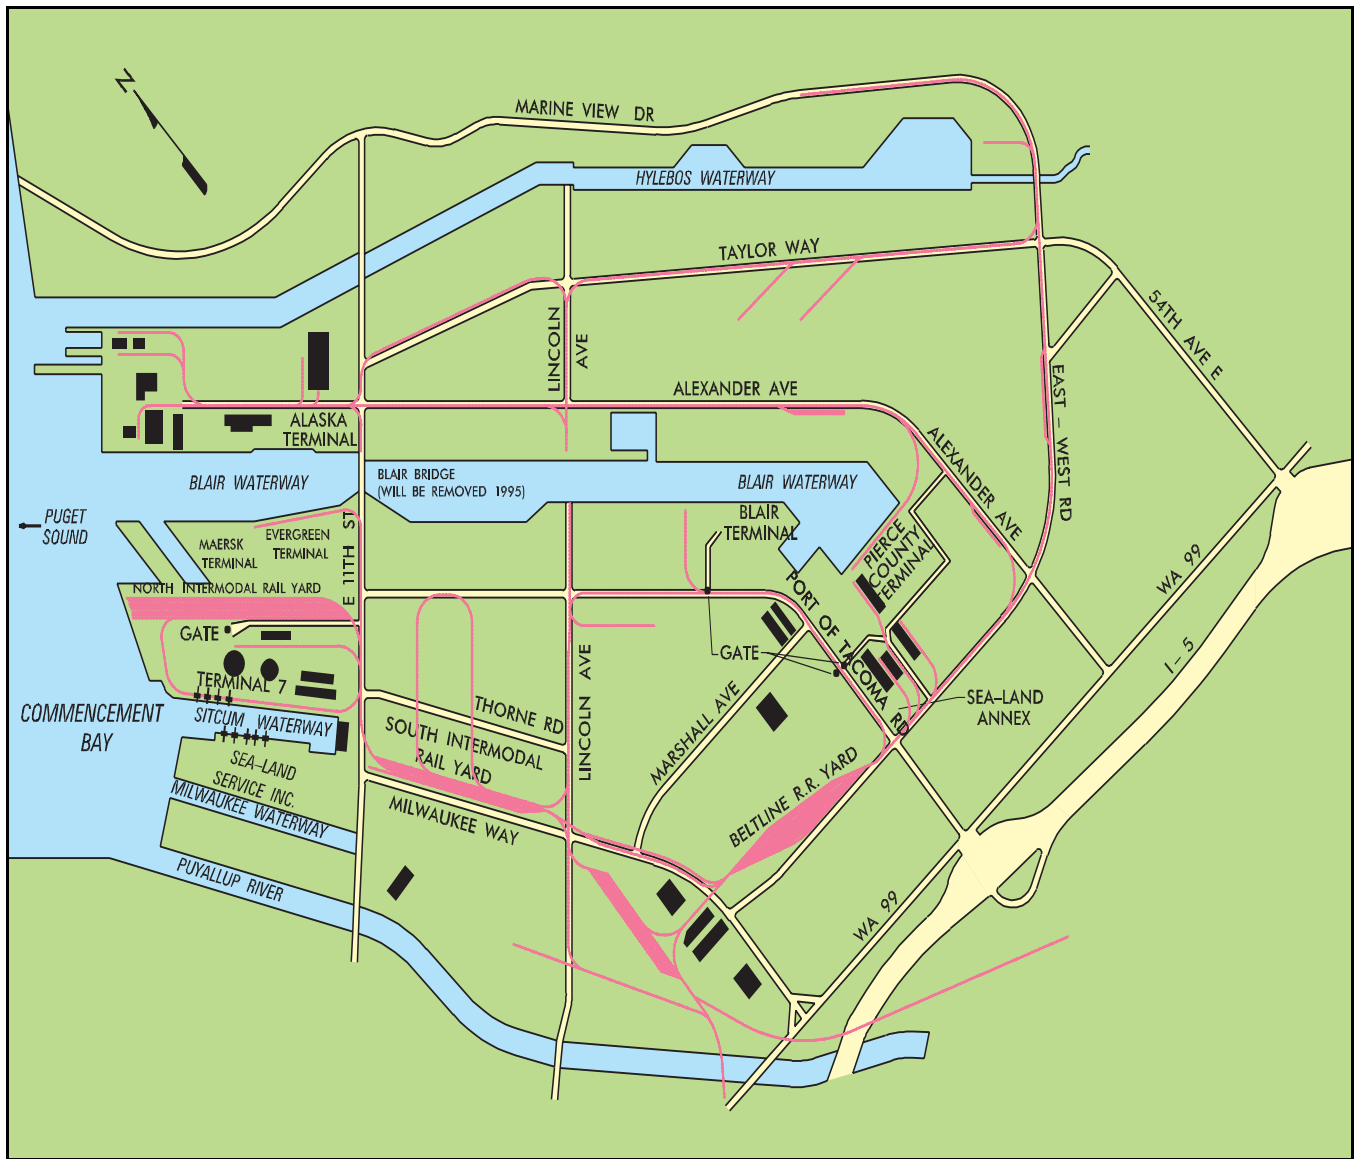 N
MARINE VIEW DR
HYLEBOS WATERWAY
TAYLOR WAY
54TH AVE E
LINCOLN
AVE
EAST – WEST RD
ALEXANDER AVE
ALASKA
TERMINAL
ALEXANDER AVE
BLAIR WATERWAY
BLAIR BRIDGE
(WILL BE REMOVED 1995)
BLAIR WATERWAY
PUGET
SOUND
E 11TH ST
MAERSK
TERMINAL
EVERGREEN
TERMINAL
BLAIR
TERMINAL
PIERCE
COUNTY
TERMINAL
WA 99
NORTH INTERMODAL RAIL YARD
PORT OF TACOMA RD
GATE
GATE
I – 5
TERMINAL 7
COMMENCEMENT
BAY
SITCUM WATERWAY
THORNE RD
LINCOLN AVE
MARSHALL AVE
SEA–LAND
ANNEX
SOUTH INTERMODAL
RAIL YARD
SEA–LAND
SERVICE INC.
MILWAUKEE WATERWAY
MILWAUKEE WAY
BELTLINE R.R. YARD
PUYALLUP RIVER
WA 99